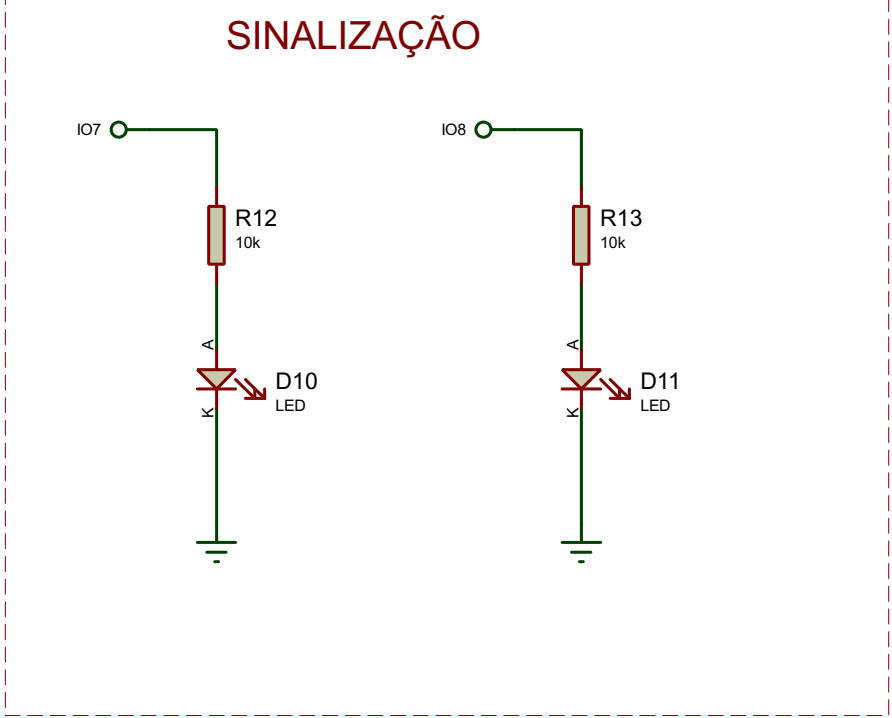 SINALIZAÇÃO
IO7
IO8
R12
10k
R13
10k
A
A
D10
LED
D11
LED
K
K